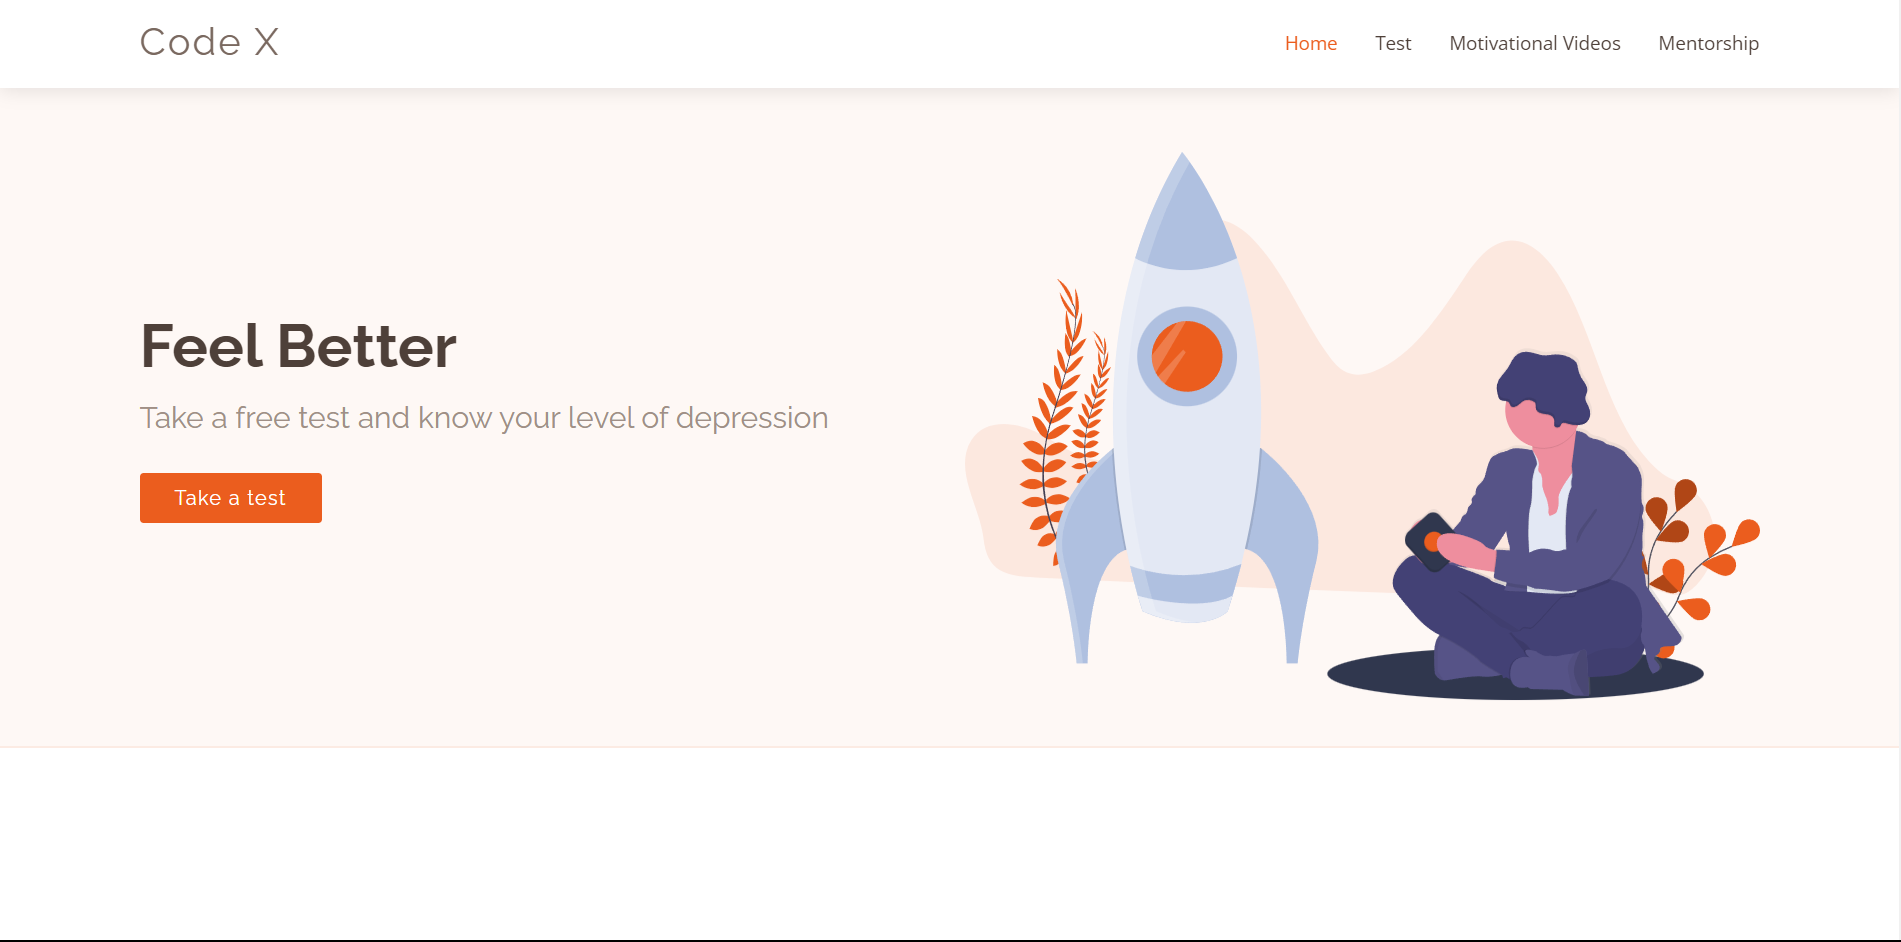 Code X
Home Test Motivational Videos Mentorship
Feel Better
Take a free test and know your level of depression
Take a test